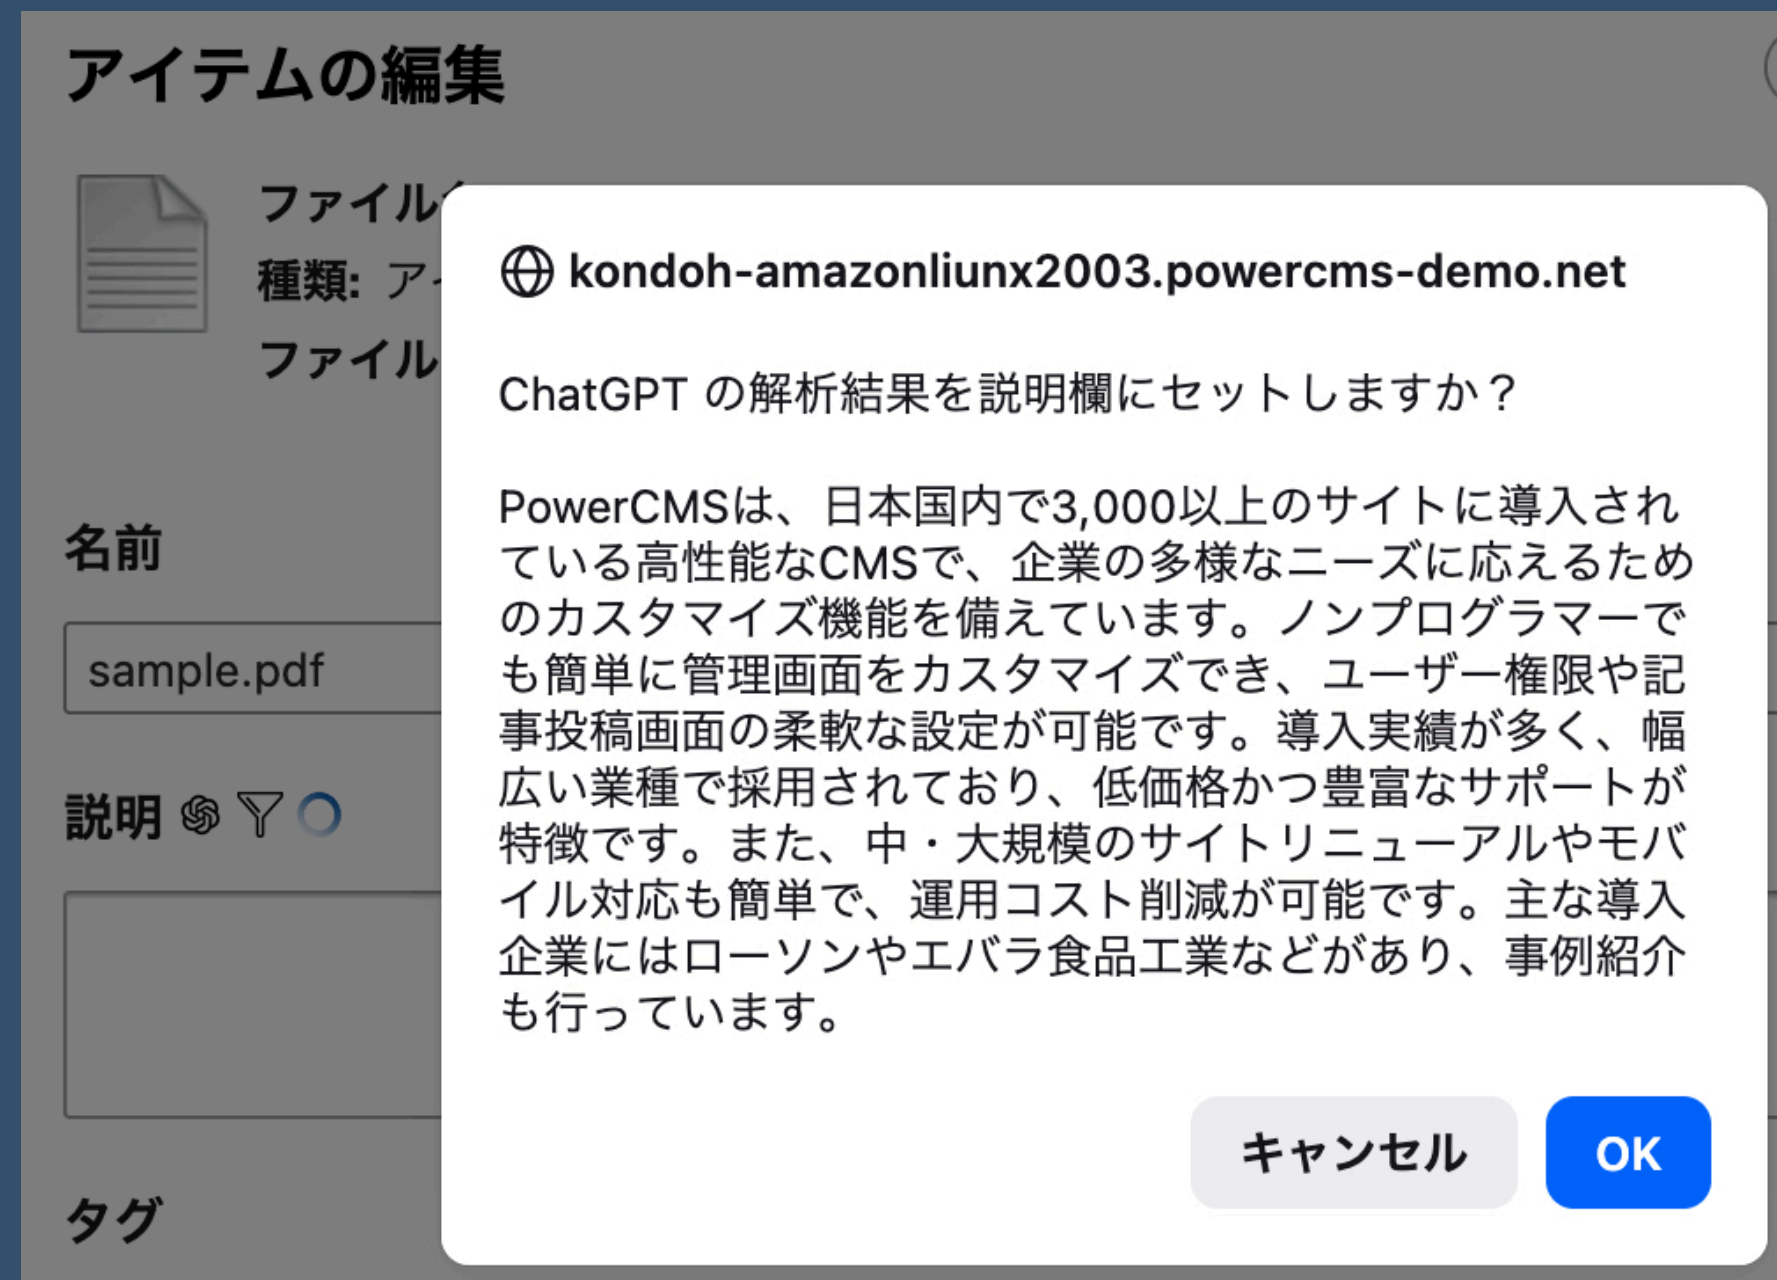 アイテムの編集
ファイル
種類: アイ
ファイル
kondoh-amazonliunx2003.powercms-demo.net
ChatGPT の解析結果を説明欄にセットしますか？
PowerCMSは、日本国内で3,000以上のサイトに導入され
ている高性能なCMSで、企業の多様なニーズに応えるため
のカスタマイズ機能を備えています。ノンプログラマーで
も簡単に管理画面をカスタマイズでき、ユーザー権限や記
事投稿画面の柔軟な設定が可能です。導入実績が多く、幅
広い業種で採用されており、低価格かつ豊富なサポートが
特徴です。また、中・大規模のサイトリニューアルやモバ
イル対応も簡単で、運用コスト削減が可能です。主な導入
企業にはローソンやエバラ食品工業などがあり、事例紹介
も行っています。
キャンセル
OK
名前
sample.pdf
説明
タグ